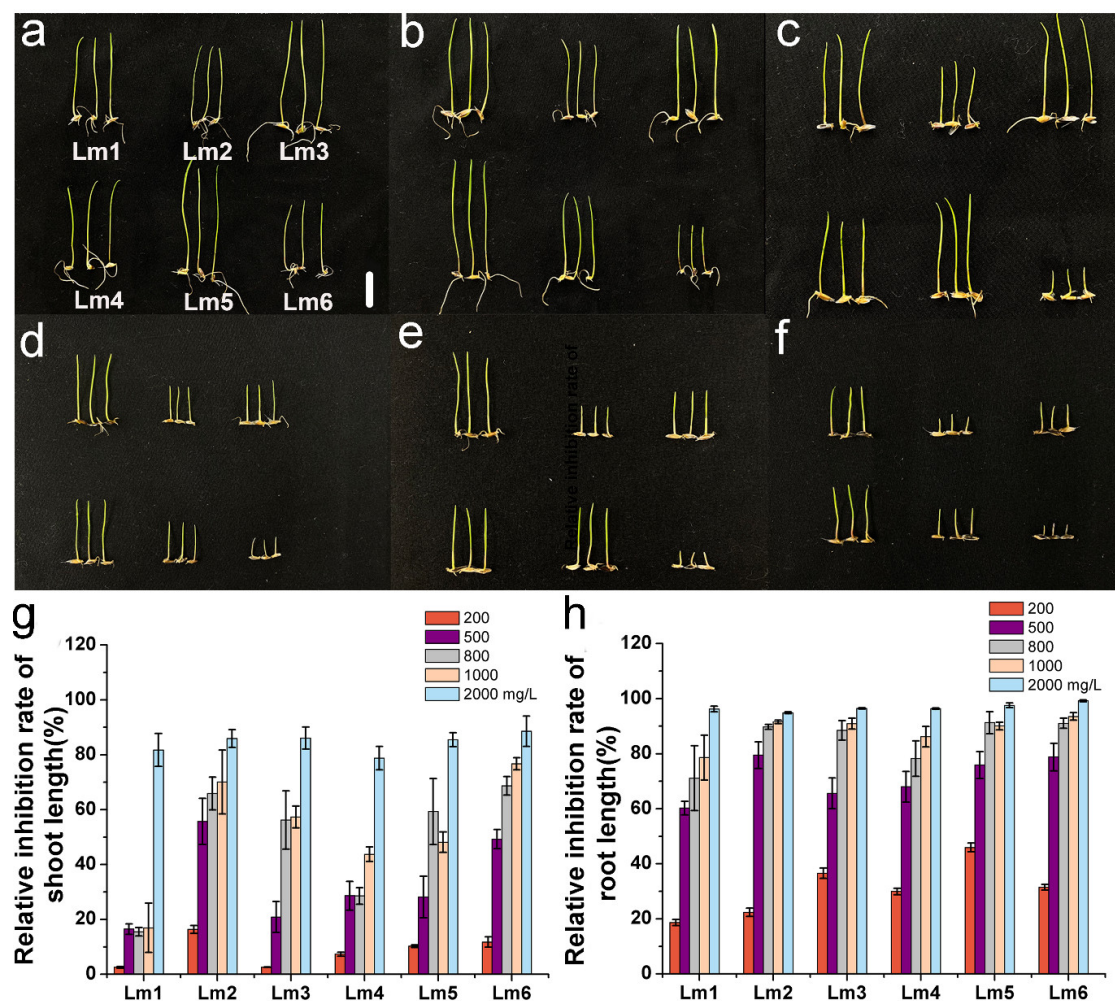 a
b
c
Lm1
Lm2
Lm3
Lm4
Lm5
Lm6
d
e
f
Relative inhibition rate of
g
Relative inhibition rate of
shoot length(%)
120
100
80
60
40
20
0
200
500
800
1000
2000 mg/L
Lm1
Lm2
Lm3
Lm4
Lm5
Lm6
h
Relative inhibition rate of
root length(%)
120
100
80
60
40
20
0
200
500
800
1000
2000 mg/L
Lm1
Lm2
Lm3
Lm4
Lm5
Lm6